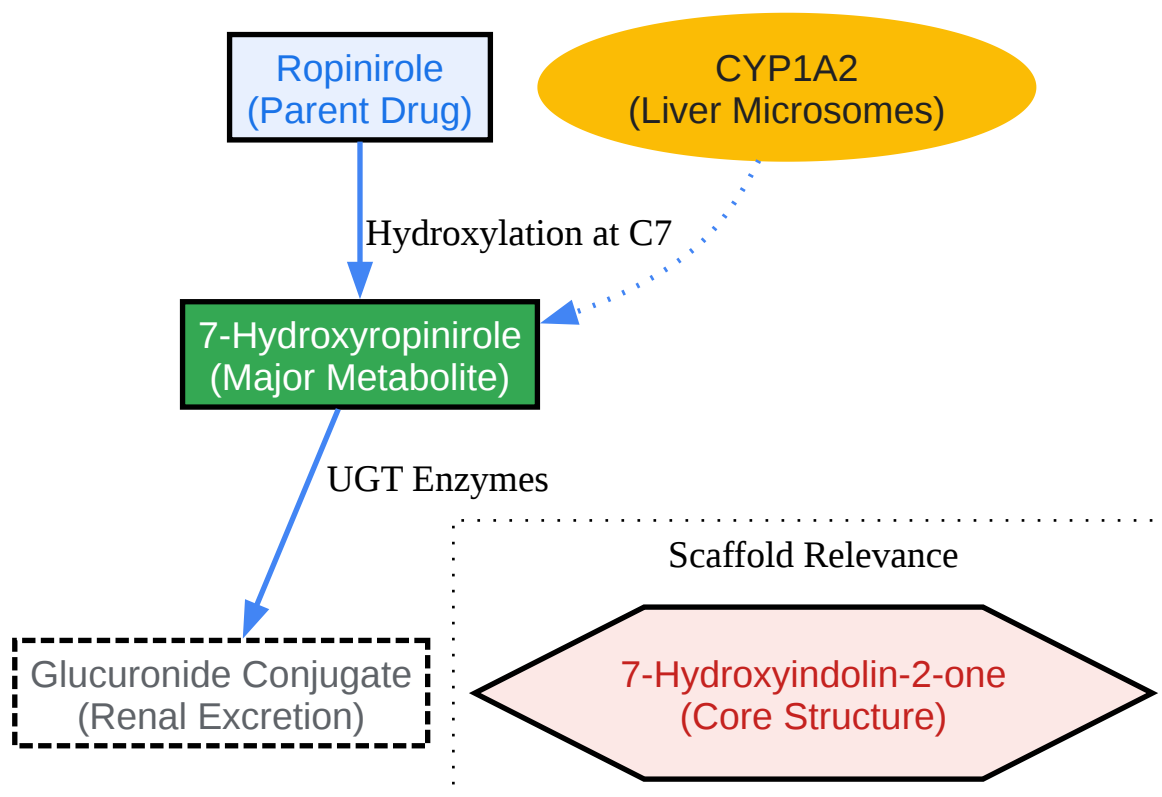 Ropinirole
(Parent Drug)
CYP1A2
(Liver Microsomes)
Hydroxylation at C7
7-Hydroxyropinirole
(Major Metabolite)
UGT Enzymes
Scaffold Relevance
Glucuronide Conjugate
(Renal Excretion)
7-Hydroxyindolin-2-one
(Core Structure)